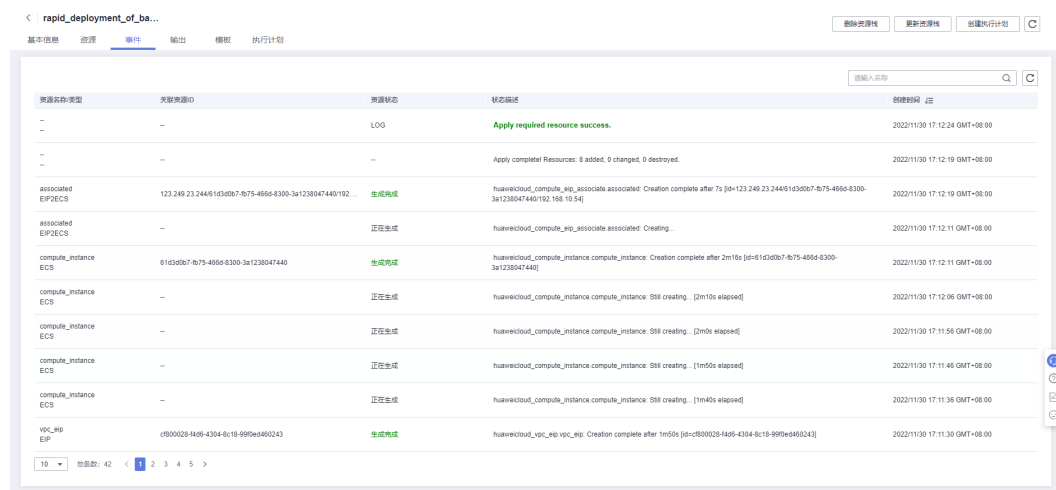 rapid_deployment_of_ba...
删除资源栈 更新资源栈 创建执行计划
基本信息 资源 事件 输出 模板 执行计划
请输入名称
资源名称/类型 关联资源ID 资源状态 状态描述 创建时间
--
-- -- LOG Apply required resource success. 2022/11/30 17:12:24 GMT+08:00
--
-- -- -- Apply complete! Resources: 8 added, 0 changed, 0 destroyed. 2022/11/30 17:12:19 GMT+08:00
associated
EIP2ECS 123.249.23.244/61d3d0b7-fb75-466d-8300-3a1238047440/192.... 生成完成 huaweicloud_compute_eip_associate.associated: Creation complete after 7s [id=123.249.23.244/61d3d0b7-fb75-466d-8300-
3a1238047440/192.168.10.54] 2022/11/30 17:12:19 GMT+08:00
associated
EIP2ECS -- 正在生成 huaweicloud_compute_eip_associate.associated: Creating... 2022/11/30 17:12:11 GMT+08:00
compute_instance
ECS 61d3d0b7-fb75-466d-8300-3a1238047440 生成完成 huaweicloud_compute_instance.compute_instance: Creation complete after 2m16s [id=61d3d0b7-fb75-466d-8300-
3a1238047440] 2022/11/30 17:12:11 GMT+08:00
compute_instance
ECS -- 正在生成 huaweicloud_compute_instance.compute_instance: Still creating... [2m10s elapsed] 2022/11/30 17:12:06 GMT+08:00
compute_instance
ECS -- 正在生成 huaweicloud_compute_instance.compute_instance: Still creating... [2m0s elapsed] 2022/11/30 17:11:56 GMT+08:00
compute_instance
ECS -- 正在生成 huaweicloud_compute_instance.compute_instance: Still creating... [1m50s elapsed] 2022/11/30 17:11:46 GMT+08:00
compute_instance
ECS -- 正在生成 huaweicloud_compute_instance.compute_instance: Still creating... [1m40s elapsed] 2022/11/30 17:11:36 GMT+08:00
vpc_eip
EIP cf800028-f4d6-4304-8c18-99f0ed460243 生成完成 huaweicloud_vpc_eip.vpc_eip: Creation complete after 1m50s [id=cf800028-f4d6-4304-8c18-99f0ed460243] 2022/11/30 17:11:30 GMT+08:00
10 总条数: 42 < 1 2 3 4 5 >